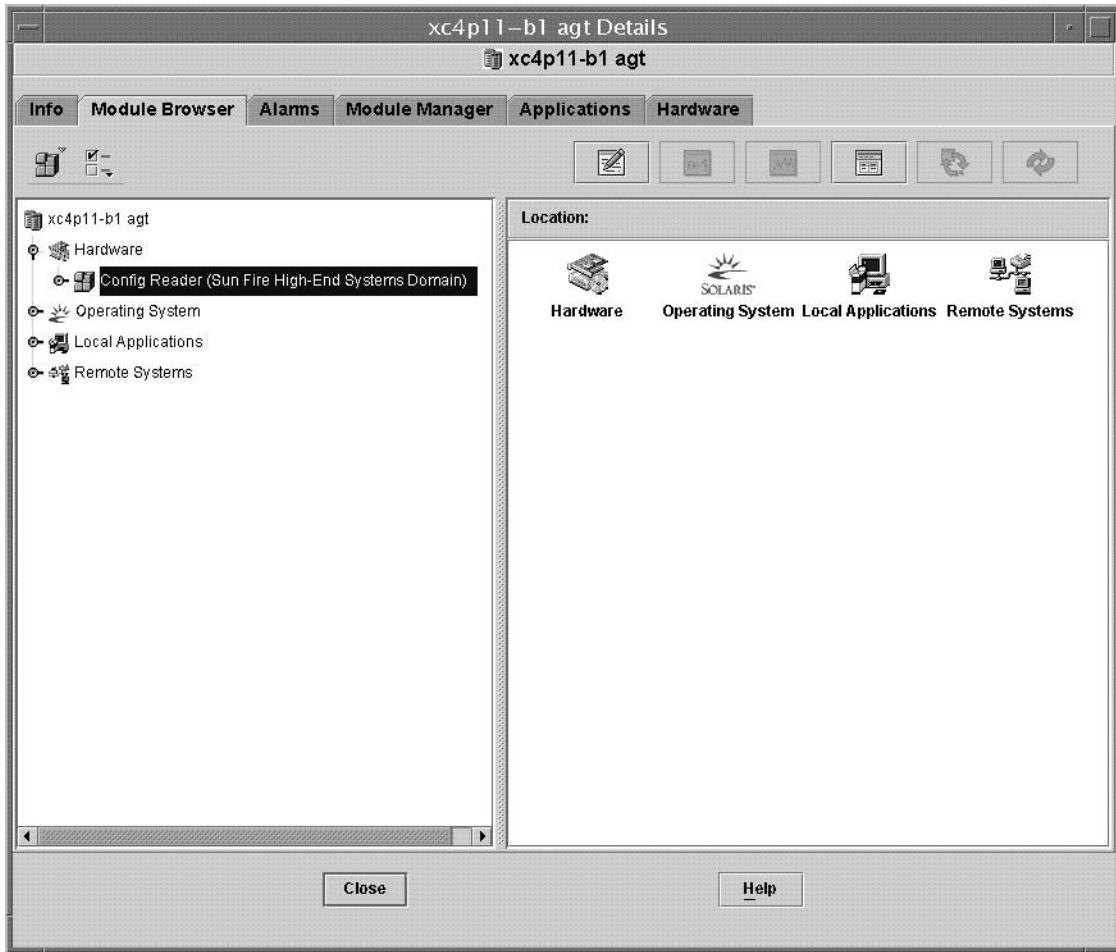 xc4p11-b1 agt Details
xc4p11-b1 agt
Info Module Browser Alarms Module Manager Applications Hardware
xc4p11-b1 agt
Hardware
Config Reader (Sun Fire High-End Systems Domain)
Operating System
Local Applications
Remote Systems
Location:
SOLARIS
Hardware Operating System Local Applications Remote Systems
Close Help